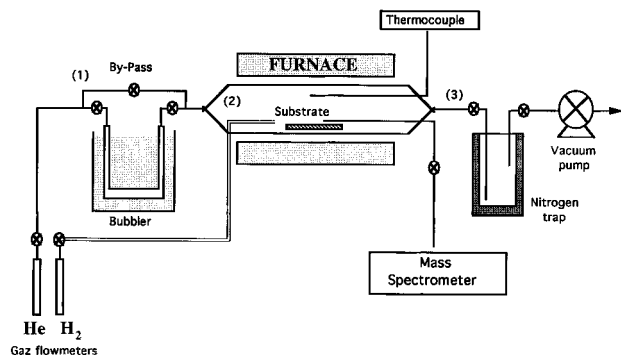 Thermocouple
(1)
By-Pass
FURNACE
(2)
Substrate
(3)
Vacuum
pump
Nitrogen
trap
Bubbler
Mass
Spectrometer
He H₂
Gaz flowmeters